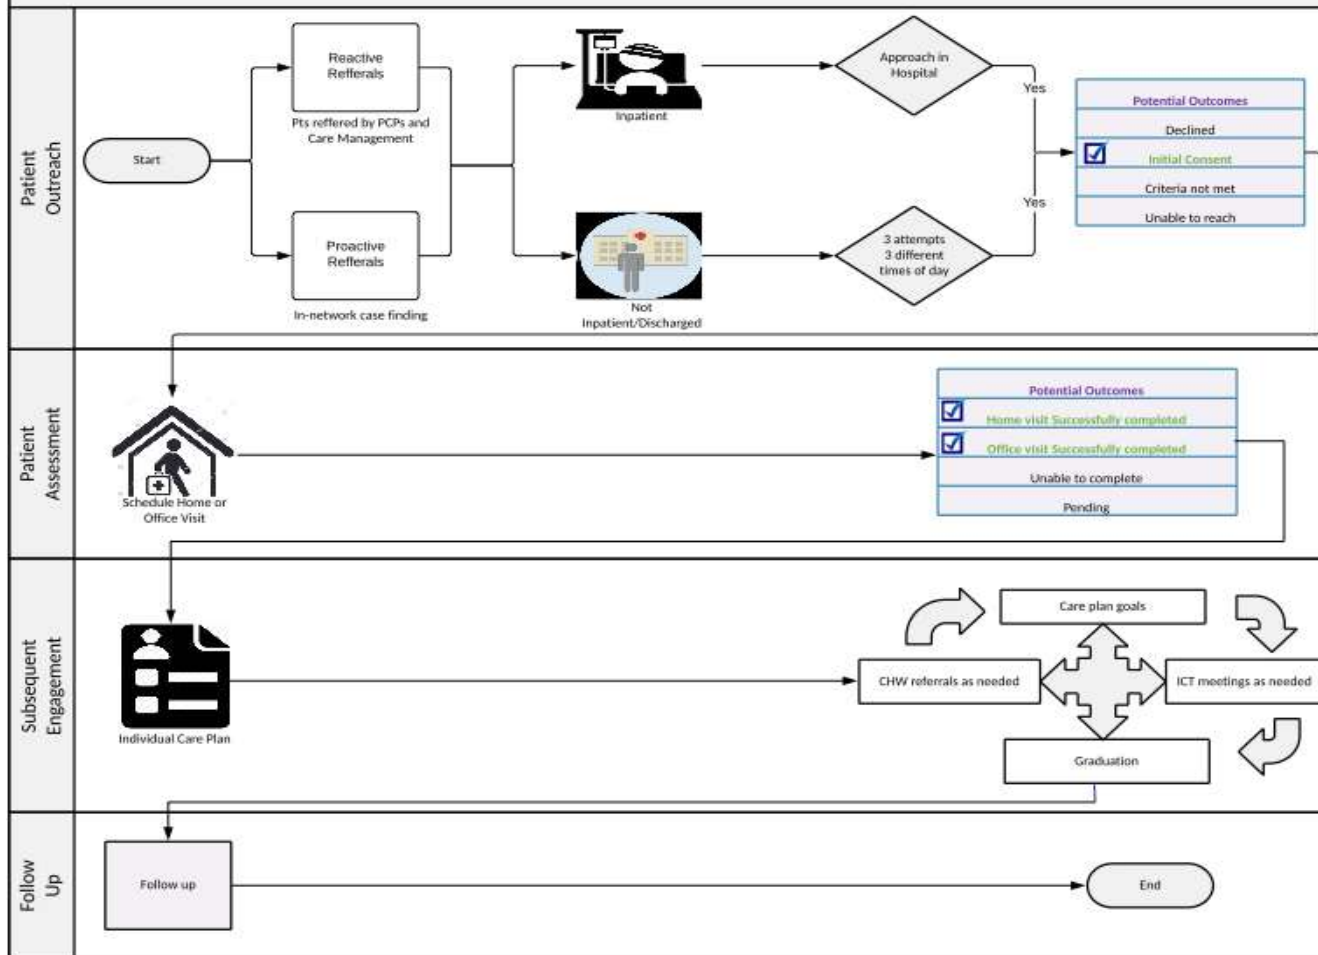 Patient
Outreach
Start
Reactive
Refferals
Pts reffered by PCPs and
Care Management
Proactive
Refferals
In-network case finding
Inpatient
Not
Inpatient/Discharged
Approach in
Hospital
3 attempts
3 different
times of day
Yes
Yes
Potential Outcomes
Declined
Initial Consent
Criteria not met
Unable to reach
Patient
Assessment
Schedule Home or
Office Visit
Potential Outcomes
Home visit Successfully completed
Office visit Successfully completed
Unable to complete
Pending
Subsequent
Engagement
Individual Care Plan
Care plan goals
CHW referrals as needed
ICT meetings as needed
Graduation
Follow
Up
Follow up
End